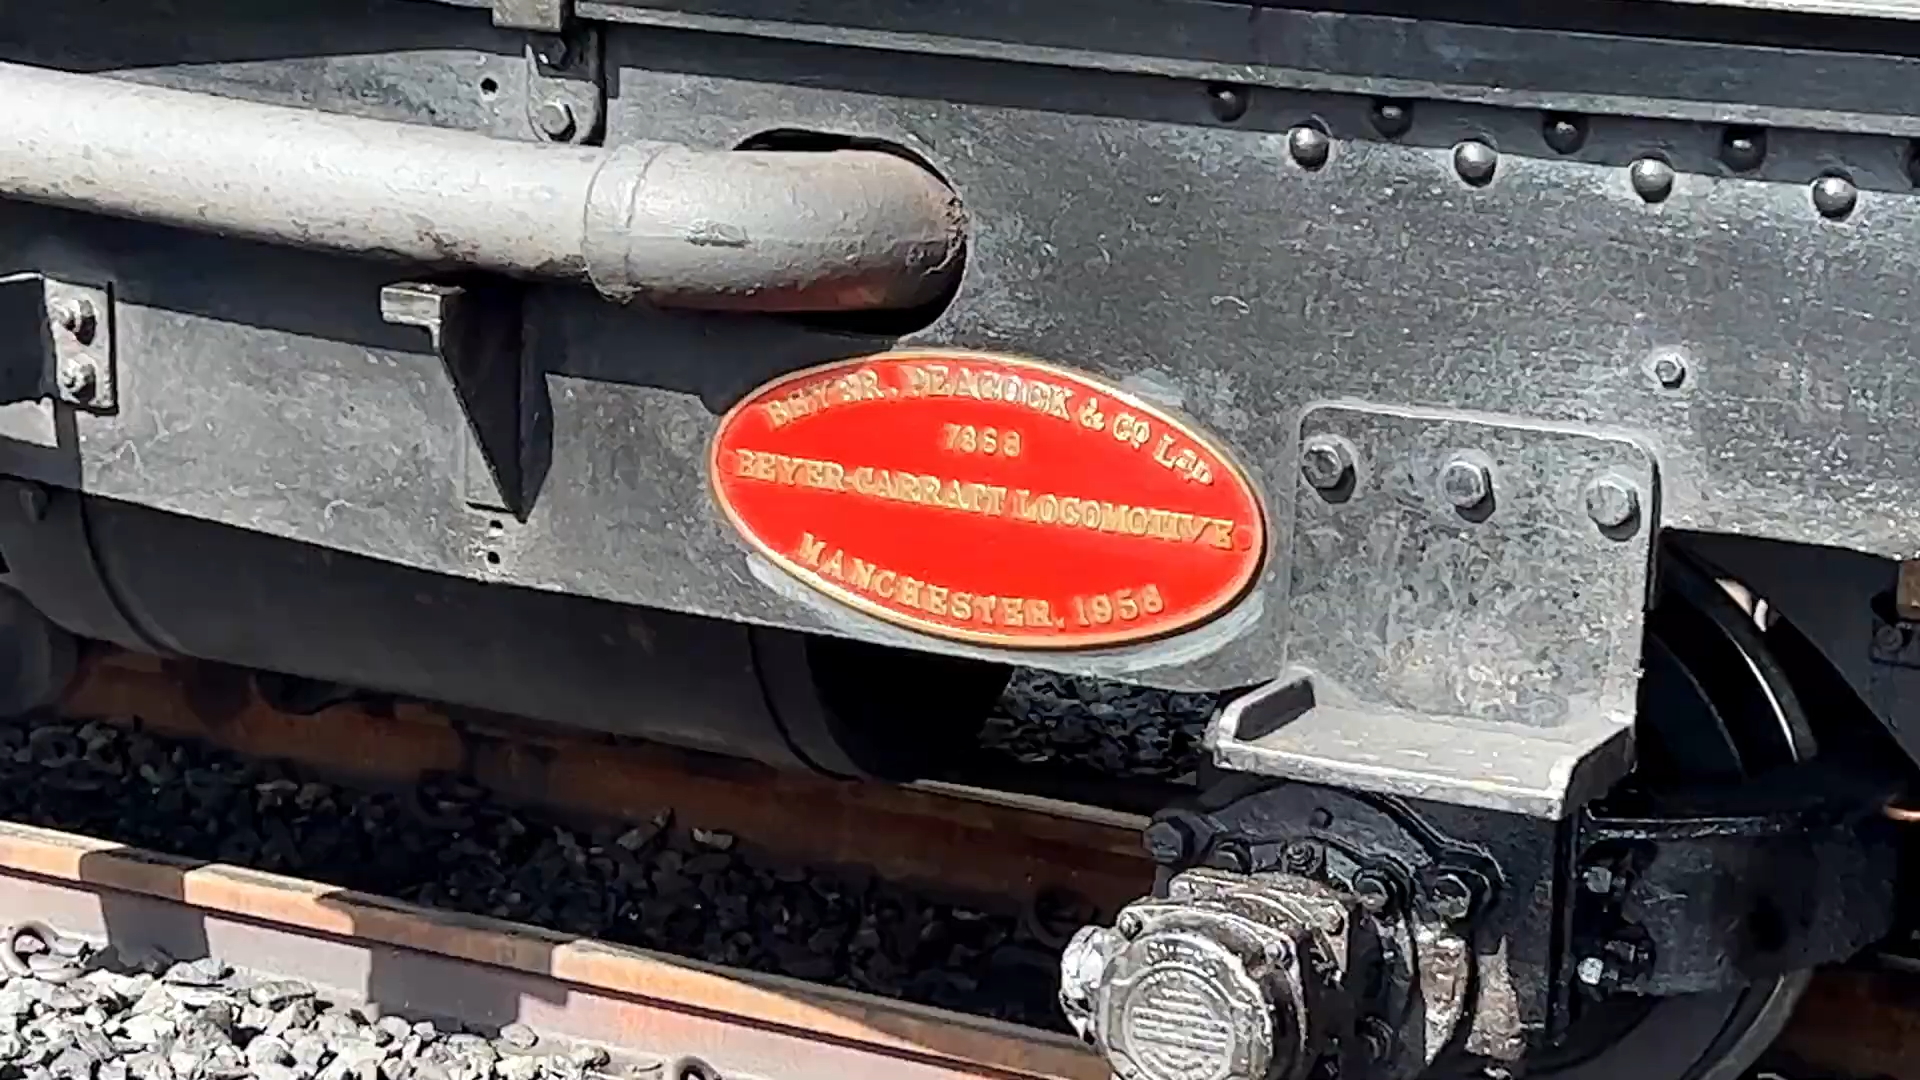 BEYER, PEACOCK & Co LTD
7868
BEYER-GARRATT LOCOMOTIVE
MANCHESTER. 1958